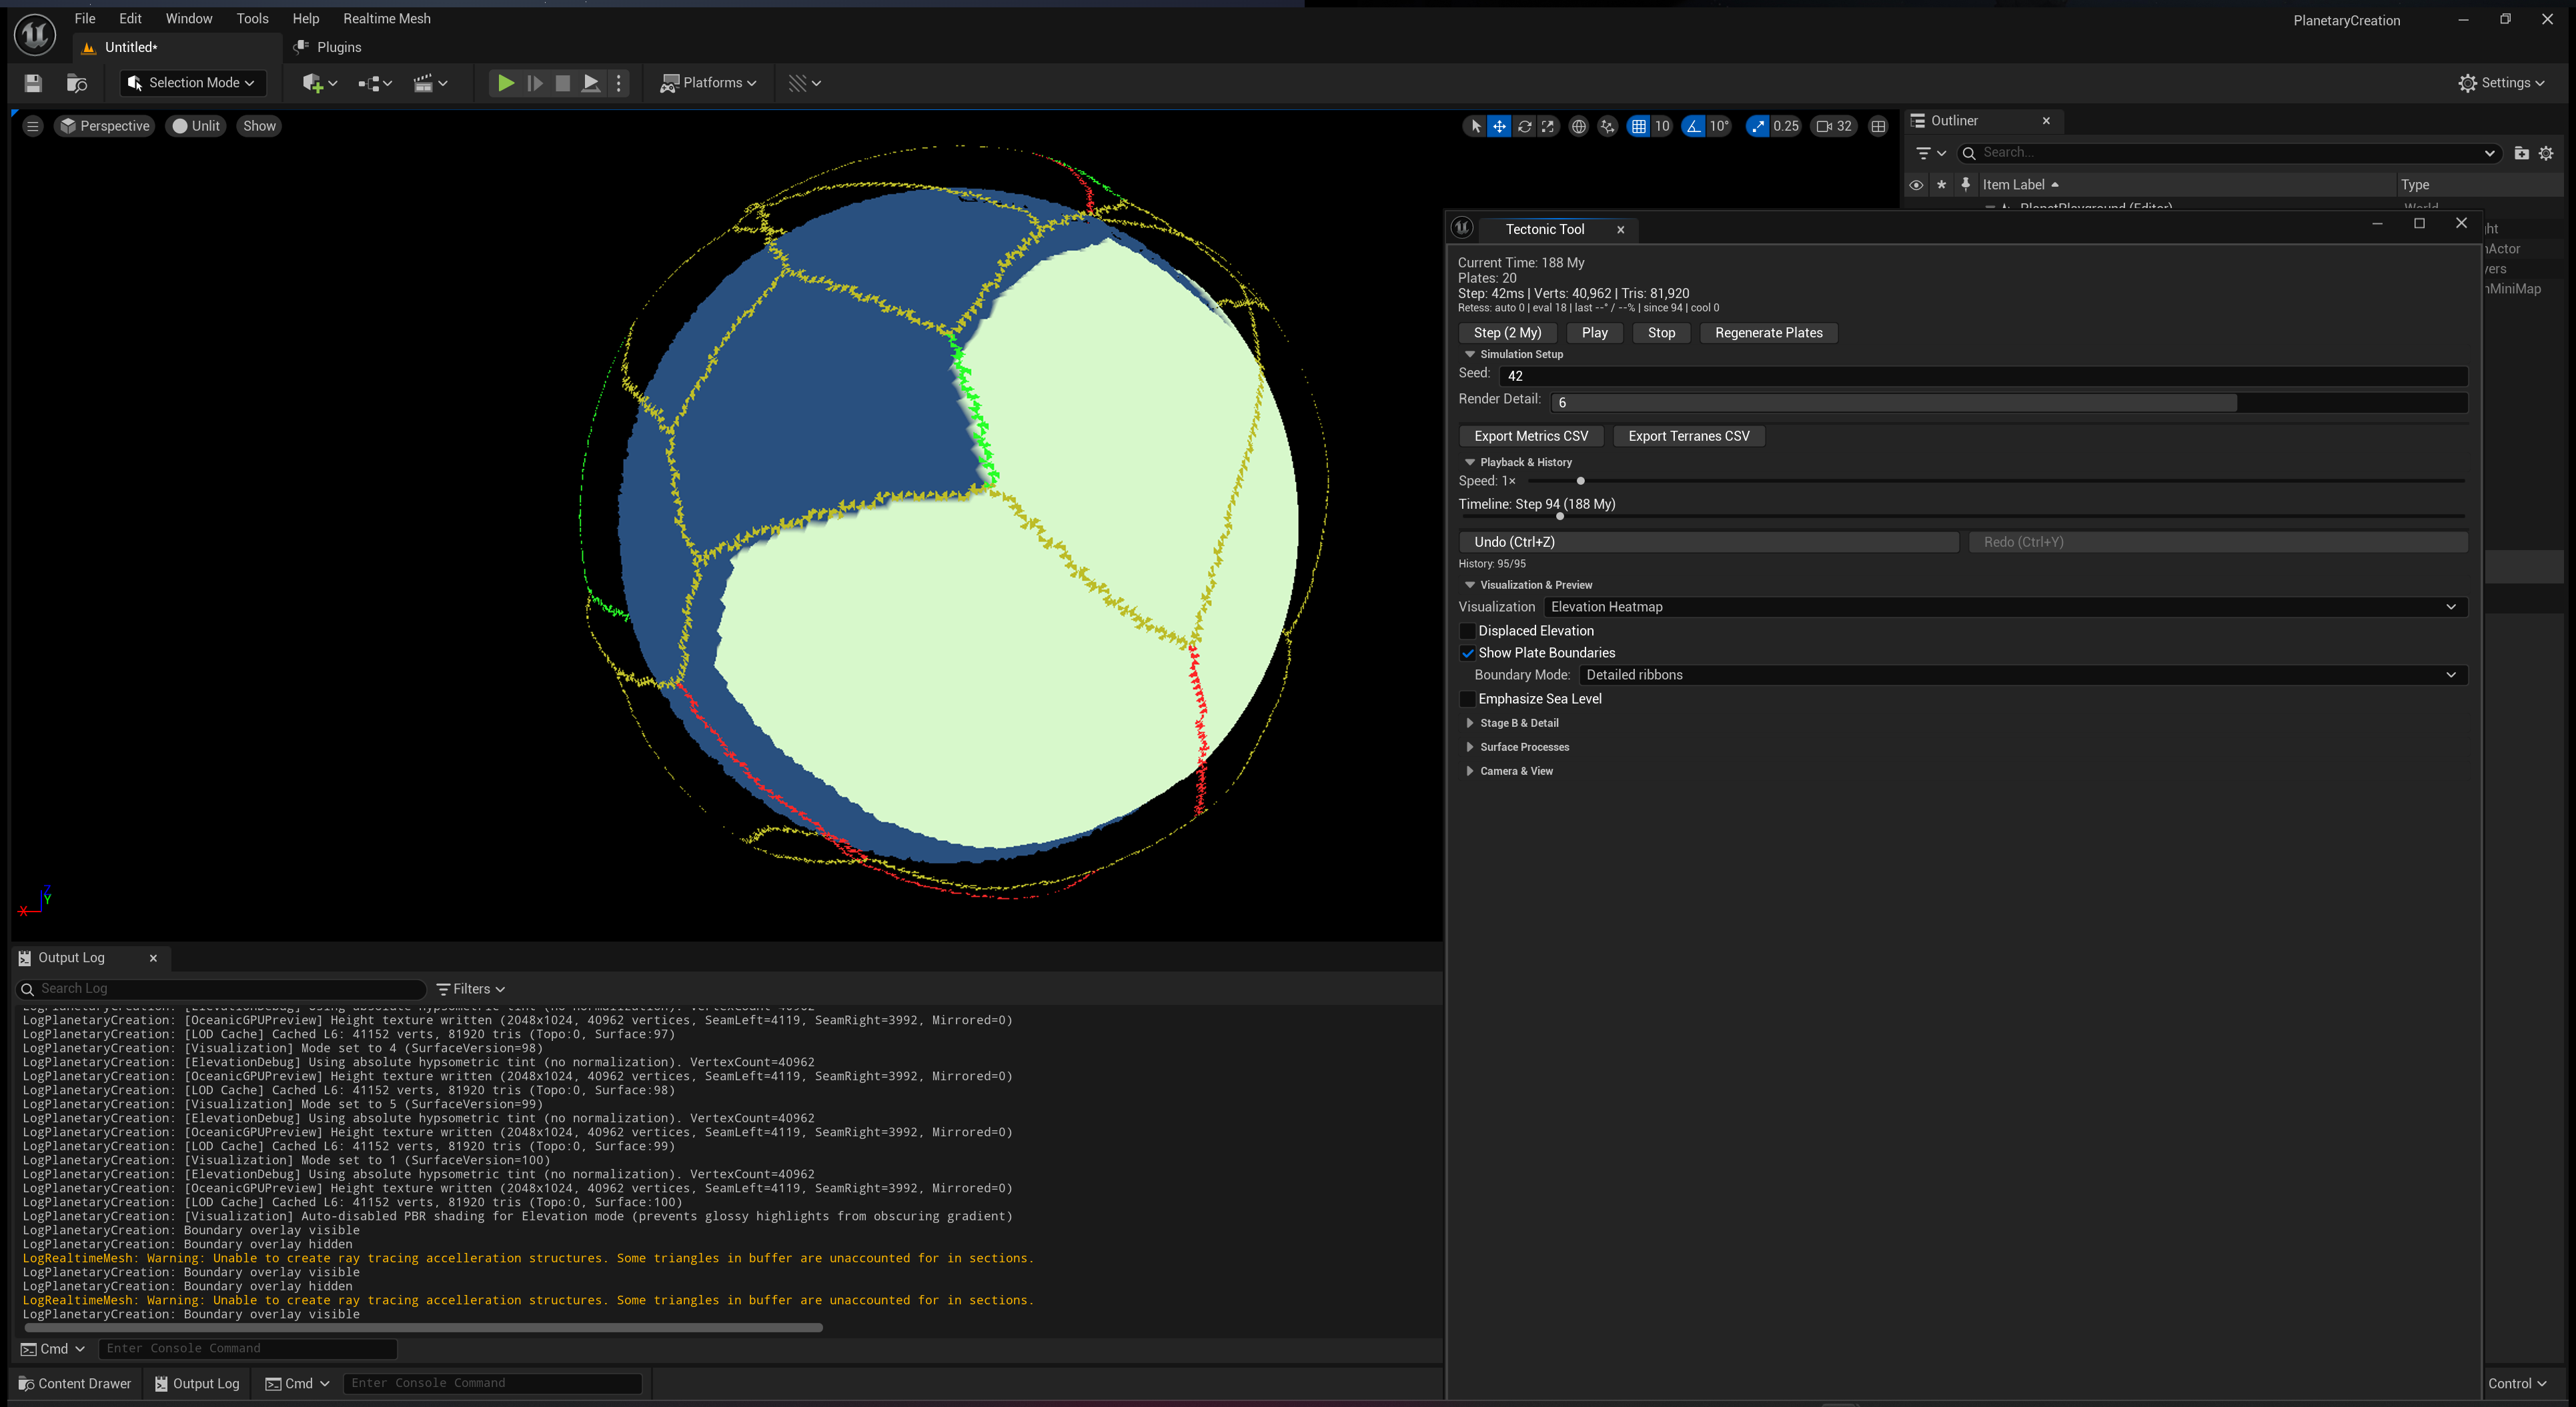 File Edit Window Tools Help Realtime Mesh
PlanetaryCreation
Untitled*
Plugins
Selection Mode
Platforms
Settings
Perspective
Unlit
Show
10
10°
0.25
32
Outliner
Search...
Item Label
Type
PlanetPlayground (Editor)
World
Tectonic Tool
Current Time: 188 My
Plates: 20
Step: 42ms | Verts: 40,962 | Tris: 81,920
Retess: auto 0 | eval 18 | last --° / --% | since 94 | cool 0
Step (2 My)
Play
Stop
Regenerate Plates
Simulation Setup
Seed: 42
Render Detail: 6
Export Metrics CSV
Export Terranes CSV
Playback & History
Speed: 1×
Timeline: Step 94 (188 My)
Undo (Ctrl+Z)
Redo (Ctrl+Y)
History: 95/95
Visualization & Preview
Visualization Elevation Heatmap
Displaced Elevation
Show Plate Boundaries
Boundary Mode: Detailed ribbons
Emphasize Sea Level
Stage B & Detail
Surface Processes
Camera & View
ht
nActor
yers
nMiniMap
Z
Y
X
Output Log
Search Log
Filters
LogPlanetaryCreation: [ElevationDebug] Using absolute hypsometric tint (no normalization). VertexCount=40962
LogPlanetaryCreation: [OceanicGPUPreview] Height texture written (2048x1024, 40962 vertices, SeamLeft=4119, SeamRight=3992, Mirrored=0)
LogPlanetaryCreation: [LOD Cache] Cached L6: 41152 verts, 81920 tris (Topo:0, Surface:97)
LogPlanetaryCreation: [Visualization] Mode set to 4 (SurfaceVersion=98)
LogPlanetaryCreation: [ElevationDebug] Using absolute hypsometric tint (no normalization). VertexCount=40962
LogPlanetaryCreation: [OceanicGPUPreview] Height texture written (2048x1024, 40962 vertices, SeamLeft=4119, SeamRight=3992, Mirrored=0)
LogPlanetaryCreation: [LOD Cache] Cached L6: 41152 verts, 81920 tris (Topo:0, Surface:98)
LogPlanetaryCreation: [Visualization] Mode set to 5 (SurfaceVersion=99)
LogPlanetaryCreation: [ElevationDebug] Using absolute hypsometric tint (no normalization). VertexCount=40962
LogPlanetaryCreation: [OceanicGPUPreview] Height texture written (2048x1024, 40962 vertices, SeamLeft=4119, SeamRight=3992, Mirrored=0)
LogPlanetaryCreation: [LOD Cache] Cached L6: 41152 verts, 81920 tris (Topo:0, Surface:99)
LogPlanetaryCreation: [Visualization] Mode set to 1 (SurfaceVersion=100)
LogPlanetaryCreation: [ElevationDebug] Using absolute hypsometric tint (no normalization). VertexCount=40962
LogPlanetaryCreation: [OceanicGPUPreview] Height texture written (2048x1024, 40962 vertices, SeamLeft=4119, SeamRight=3992, Mirrored=0)
LogPlanetaryCreation: [LOD Cache] Cached L6: 41152 verts, 81920 tris (Topo:0, Surface:100)
LogPlanetaryCreation: [Visualization] Auto-disabled PBR shading for Elevation mode (prevents glossy highlights from obscuring gradient)
LogPlanetaryCreation: Boundary overlay visible
LogPlanetaryCreation: Boundary overlay hidden
LogRealtimeMesh: Warning: Unable to create ray tracing accelleration structures. Some triangles in buffer are unaccounted for in sections.
LogPlanetaryCreation: Boundary overlay visible
LogPlanetaryCreation: Boundary overlay hidden
LogRealtimeMesh: Warning: Unable to create ray tracing accelleration structures. Some triangles in buffer are unaccounted for in sections.
LogPlanetaryCreation: Boundary overlay visible
Cmd
Enter Console Command
Content Drawer
Output Log
Cmd
Enter Console Command
Control